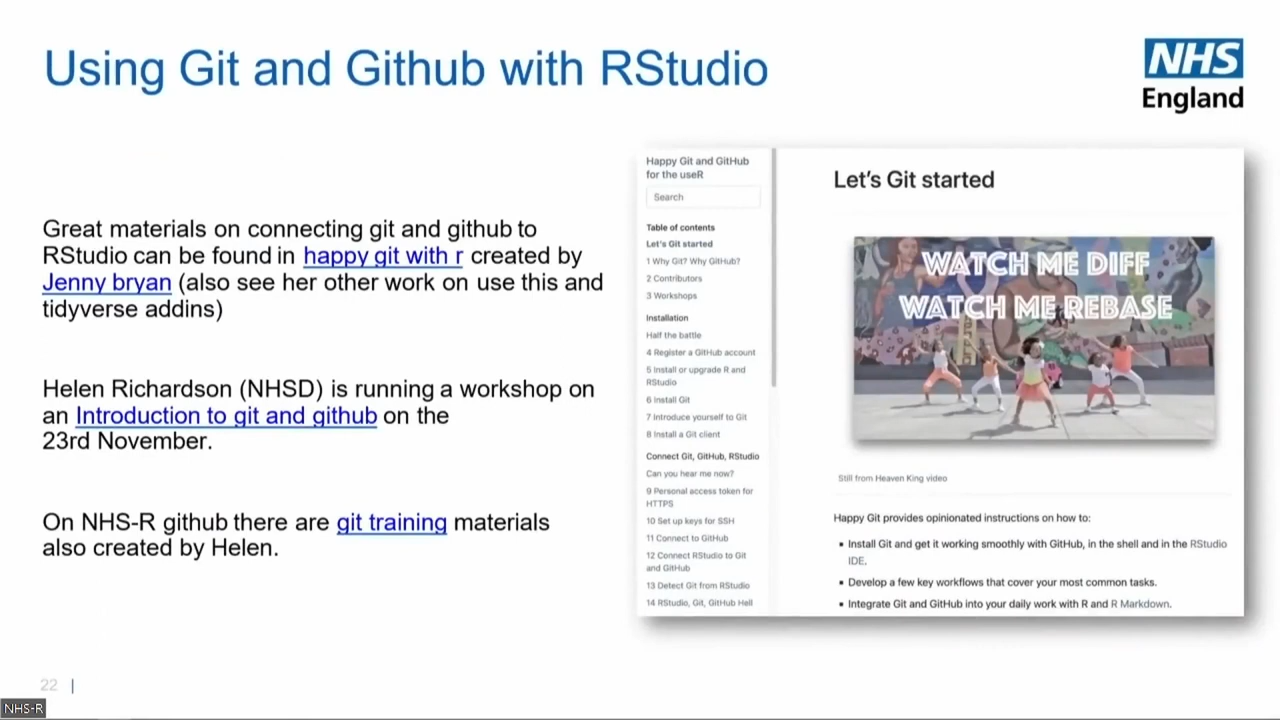 Using Git and Github with RStudio
NHS
England
Great materials on connecting git and github to
RStudio can be found in happy git with r created by
Jenny bryan (also see her other work on use this and
tidyverse addins)
Helen Richardson (NHSD) is running a workshop on
an Introduction to git and github on the
23rd November.
On NHS-R github there are git training materials
also created by Helen.
Happy Git and GitHub
for the useR
Search
Table of contents
Let's Git started
1 Why Git? Why GitHub?
2 Contributors
3 Workshops
Installation
Half the battle
4 Register a GitHub account
5 Install or upgrade R and
RStudio
6 Install Git
7 Introduce yourself to Git
8 Install a Git client
Connect Git, GitHub, RStudio
Can you hear me now?
9 Personal access token for
HTTPS
10 Set up keys for SSH
11 Connect to GitHub
12 Connect RStudio to Git
and GitHub
13 Detect Git from RStudio
14 RStudio, Git, GitHub Hell
Let's Git started
WATCH ME DIFF
WATCH ME REBASE
Still from Heaven King video
Happy Git provides opinionated instructions on how to:
▪ Install Git and get it working smoothly with GitHub, in the shell and in the RStudio
IDE.
▪ Develop a few key workflows that cover your most common tasks.
▪ Integrate Git and GitHub into your daily work with R and R Markdown.
22 |
NHS-R